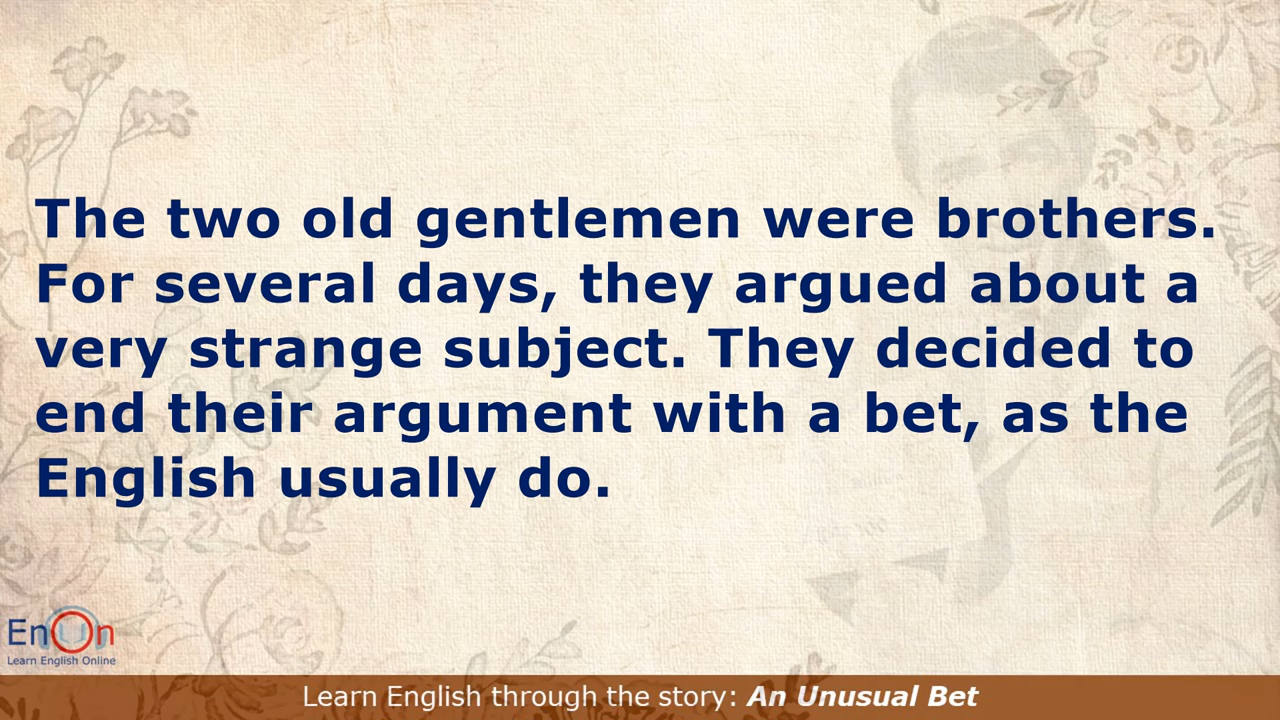 The two old gentlemen were brothers.
For several days, they argued about a
very strange subject. They decided to
end their argument with a bet, as the
English usually do.
EnOn
Learn English Online
Learn English through the story: An Unusual Bet